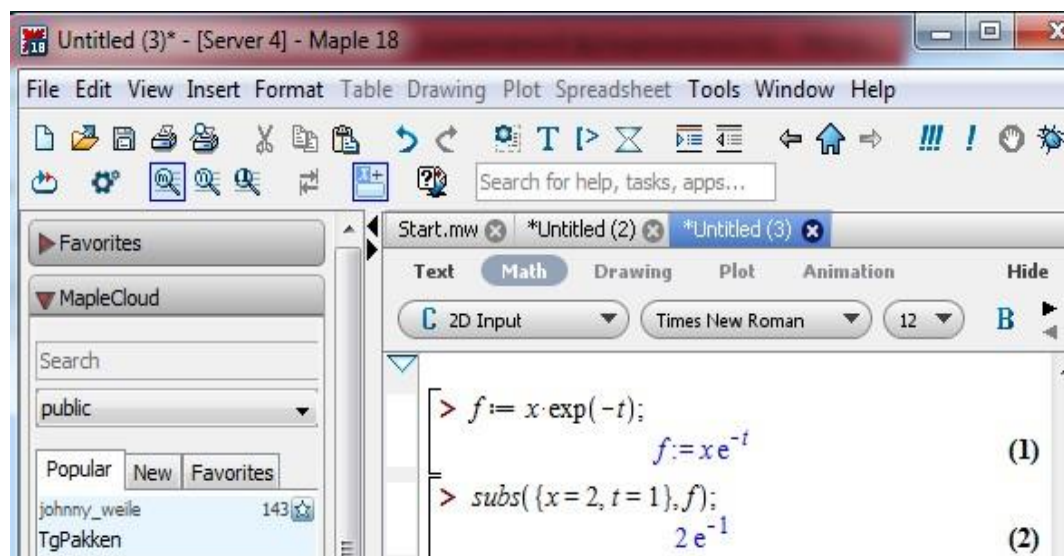 Untitled (3)* - [Server 4] - Maple 18
File Edit View Insert Format Table Drawing Plot Spreadsheet Tools Window Help
Search for help, tasks, apps...
Favorites
MapleCloud
Search
public
Popular New Favorites
johnny_weile 143
TgPakken
Start.mw *Untitled (2) *Untitled (3)
Text Math Drawing Plot Animation Hide
C 2D Input Times New Roman 12 B
> f := x·exp(−t);
f := x e^−t (1)
> subs({x = 2, t = 1}, f);
2 e^−1 (2)